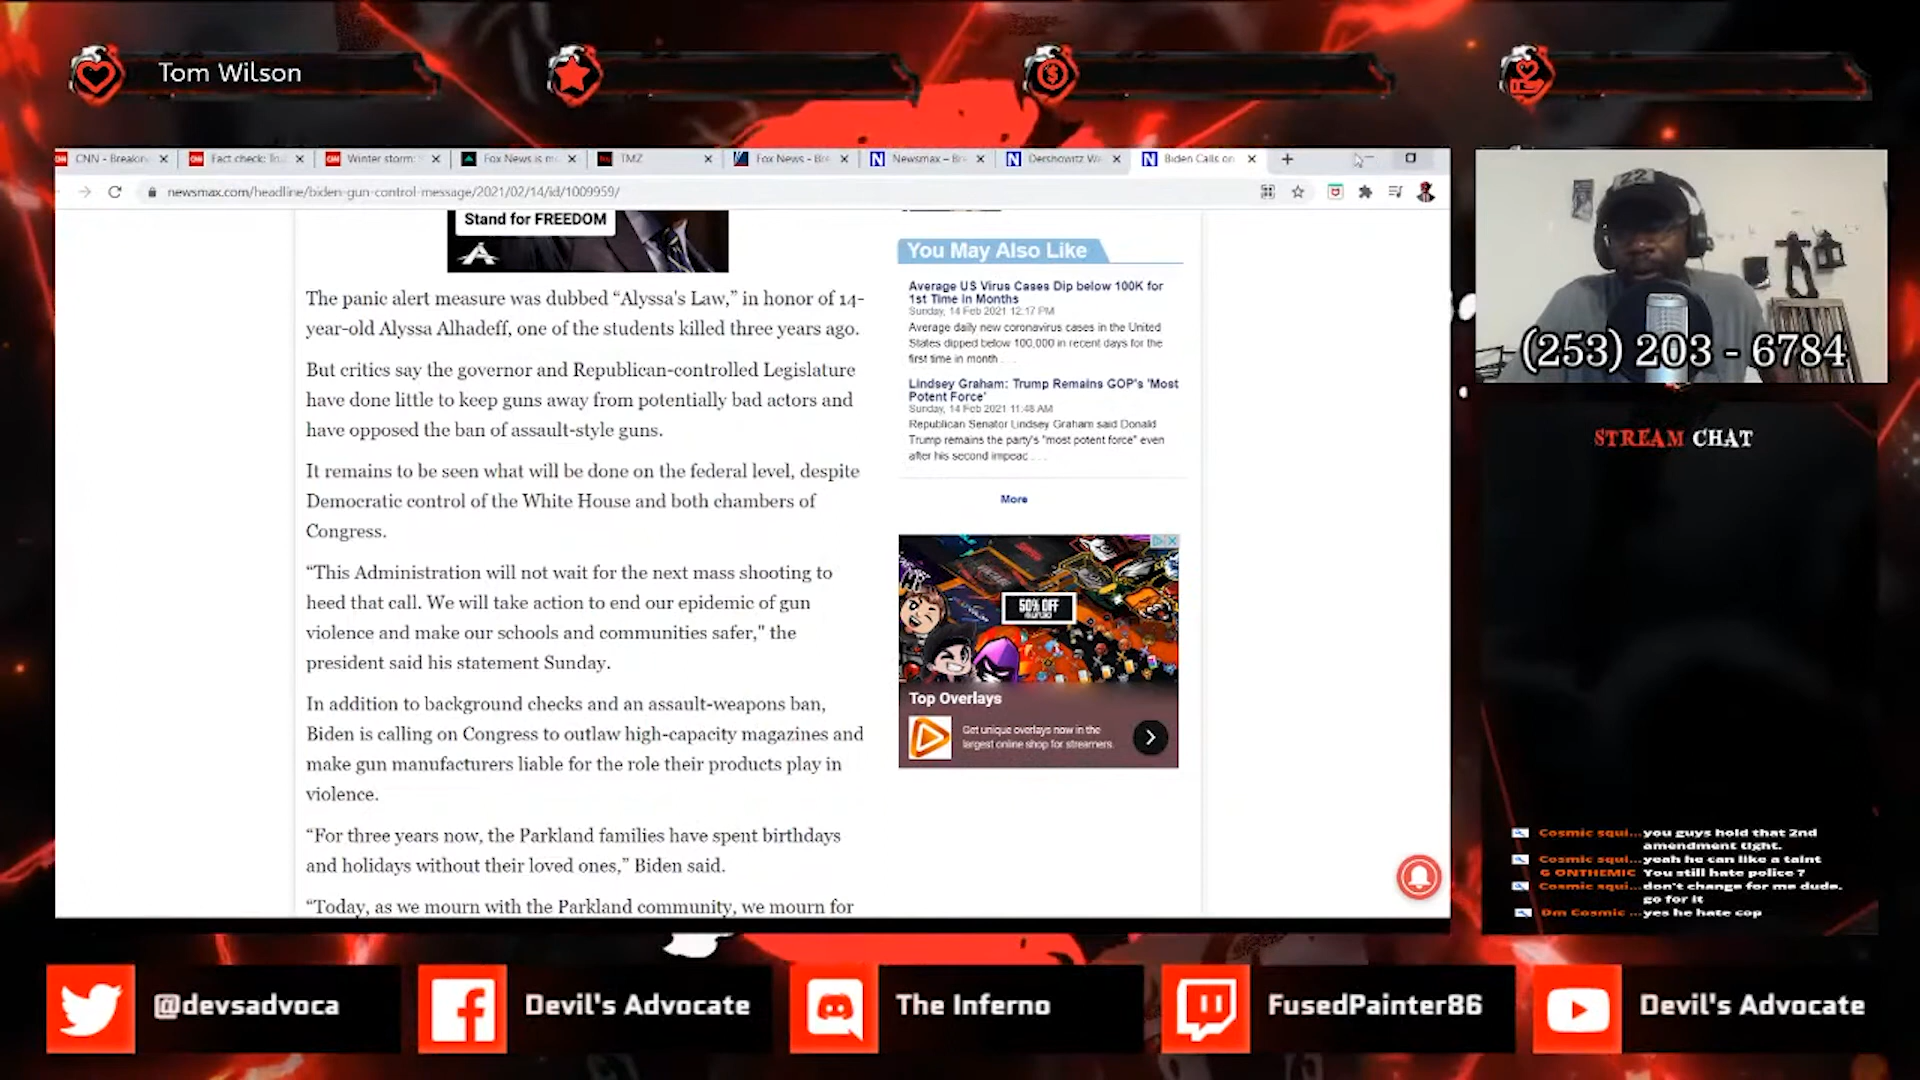 Tom Wilson
CNN - Breakin
Fact check: Tr
Winter storm:
Fox News is m
TMZ
Fox News - Bre
Newsmax – Br
Dershowitz W
Biden Calls on
newsmax.com/headline/biden-gun-control-message/2021/02/14/id/1009959/
Stand for FREEDOM
The panic alert measure was dubbed “Alyssa's Law,” in honor of 14-
year-old Alyssa Alhadeff, one of the students killed three years ago.
But critics say the governor and Republican-controlled Legislature
have done little to keep guns away from potentially bad actors and
have opposed the ban of assault-style guns.
It remains to be seen what will be done on the federal level, despite
Democratic control of the White House and both chambers of
Congress.
“This Administration will not wait for the next mass shooting to
heed that call. We will take action to end our epidemic of gun
violence and make our schools and communities safer," the
president said his statement Sunday.
In addition to background checks and an assault-weapons ban,
Biden is calling on Congress to outlaw high-capacity magazines and
make gun manufacturers liable for the role their products play in
violence.
“For three years now, the Parkland families have spent birthdays
and holidays without their loved ones,” Biden said.
“Today, as we mourn with the Parkland community, we mourn for
You May Also Like
Average US Virus Cases Dip below 100K for
1st Time in Months
Sunday, 14 Feb 2021 12:17 PM
Average daily new coronavirus cases in the United
States dipped below 100,000 in recent days for the
first time in month . . .
Lindsey Graham: Trump Remains GOP's 'Most
Potent Force'
Sunday, 14 Feb 2021 11:48 AM
Republican Senator Lindsey Graham said Donald
Trump remains the party's "most potent force" even
after his second impeac . . .
More
50% OFF
Top Overlays
Get unique overlays now in the
largest online shop for streamers.
22
(253) 203 - 6784
STREAM CHAT
Cosmic squi... you guys hold that 2nd
amendment tight.
Cosmic squi... yeah he can like a taint
G ONTHEMIC You still hate police ?
Cosmic squi... don't change for me dude.
go for it
Dm Cosmic ... yes he hate cop
@devsadvoca
Devil's Advocate
The Inferno
FusedPainter86
Devil's Advocate